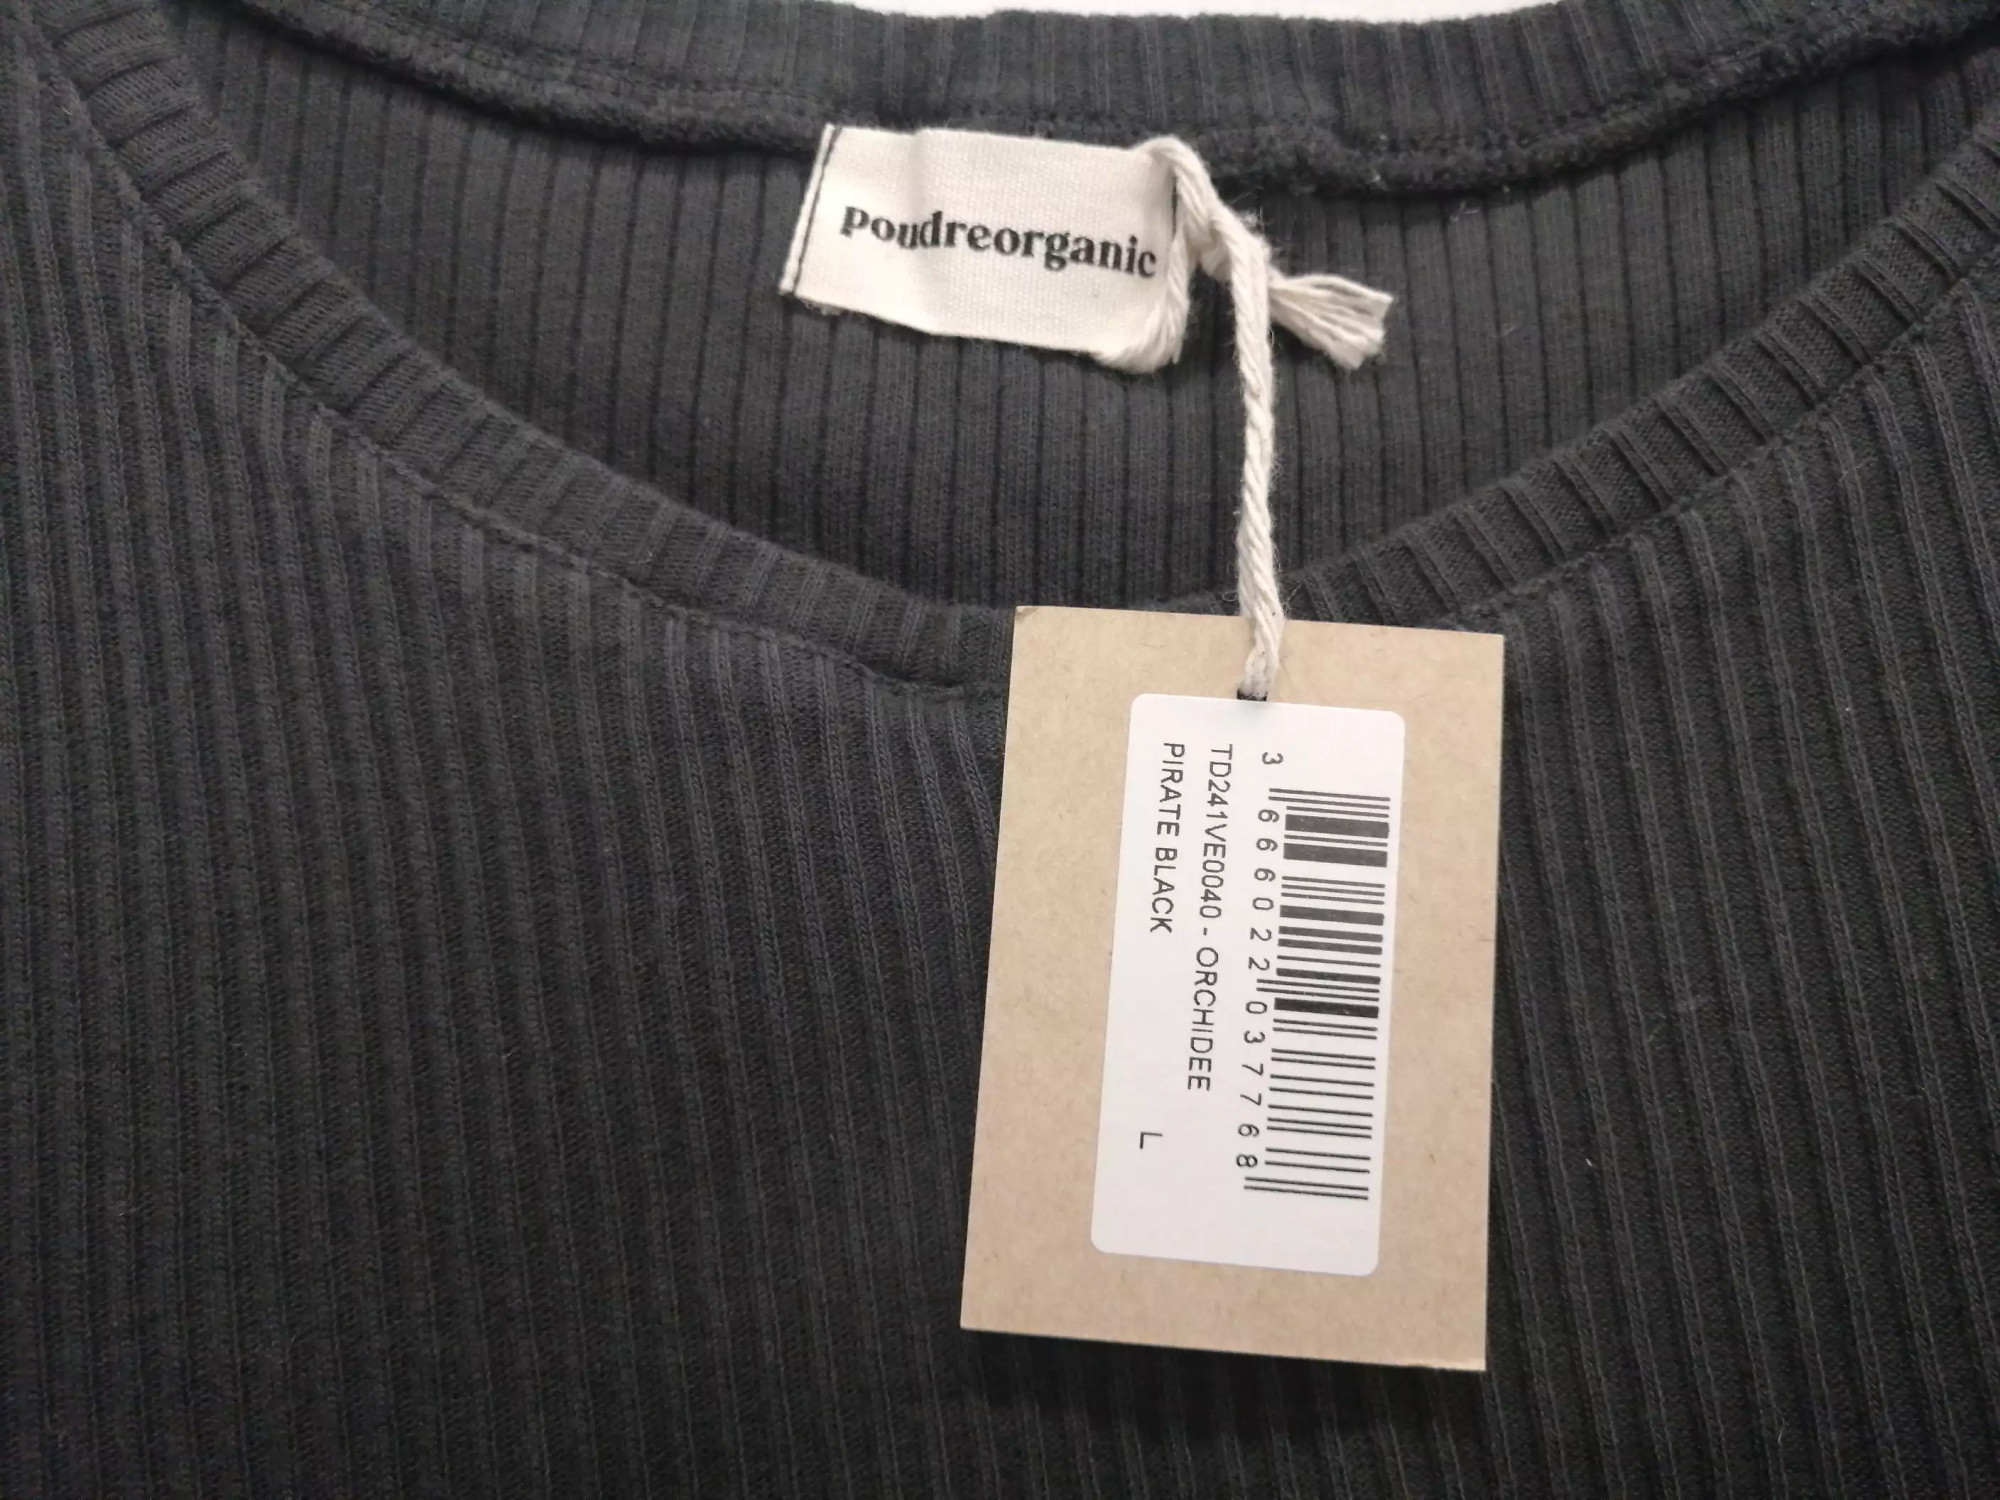 Poudreorganic
3 666022 037768
TD241VE0040 - ORCHIDEE
PIRATE BLACK L